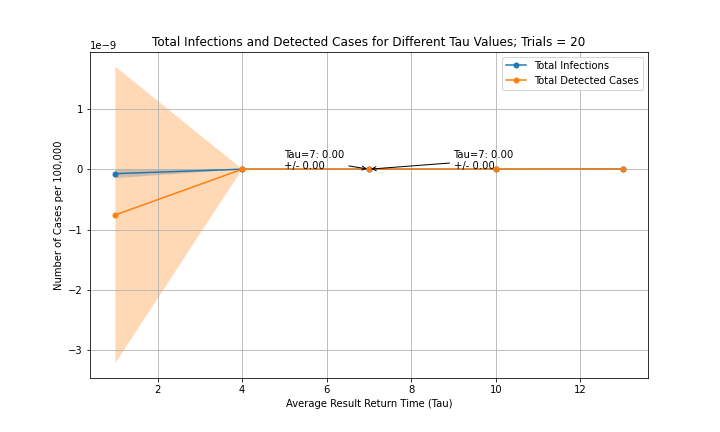 Total Infections and Detected Cases for Different Tau Values; Trials = 20
1e−9
Total Infections
Total Detected Cases
Number of Cases per 100,000
1
0
−1
−2
−3
Tau=7: 0.00
+/- 0.00
Tau=7: 0.00
+/- 0.00
2
4
6
8
10
12
Average Result Return Time (Tau)